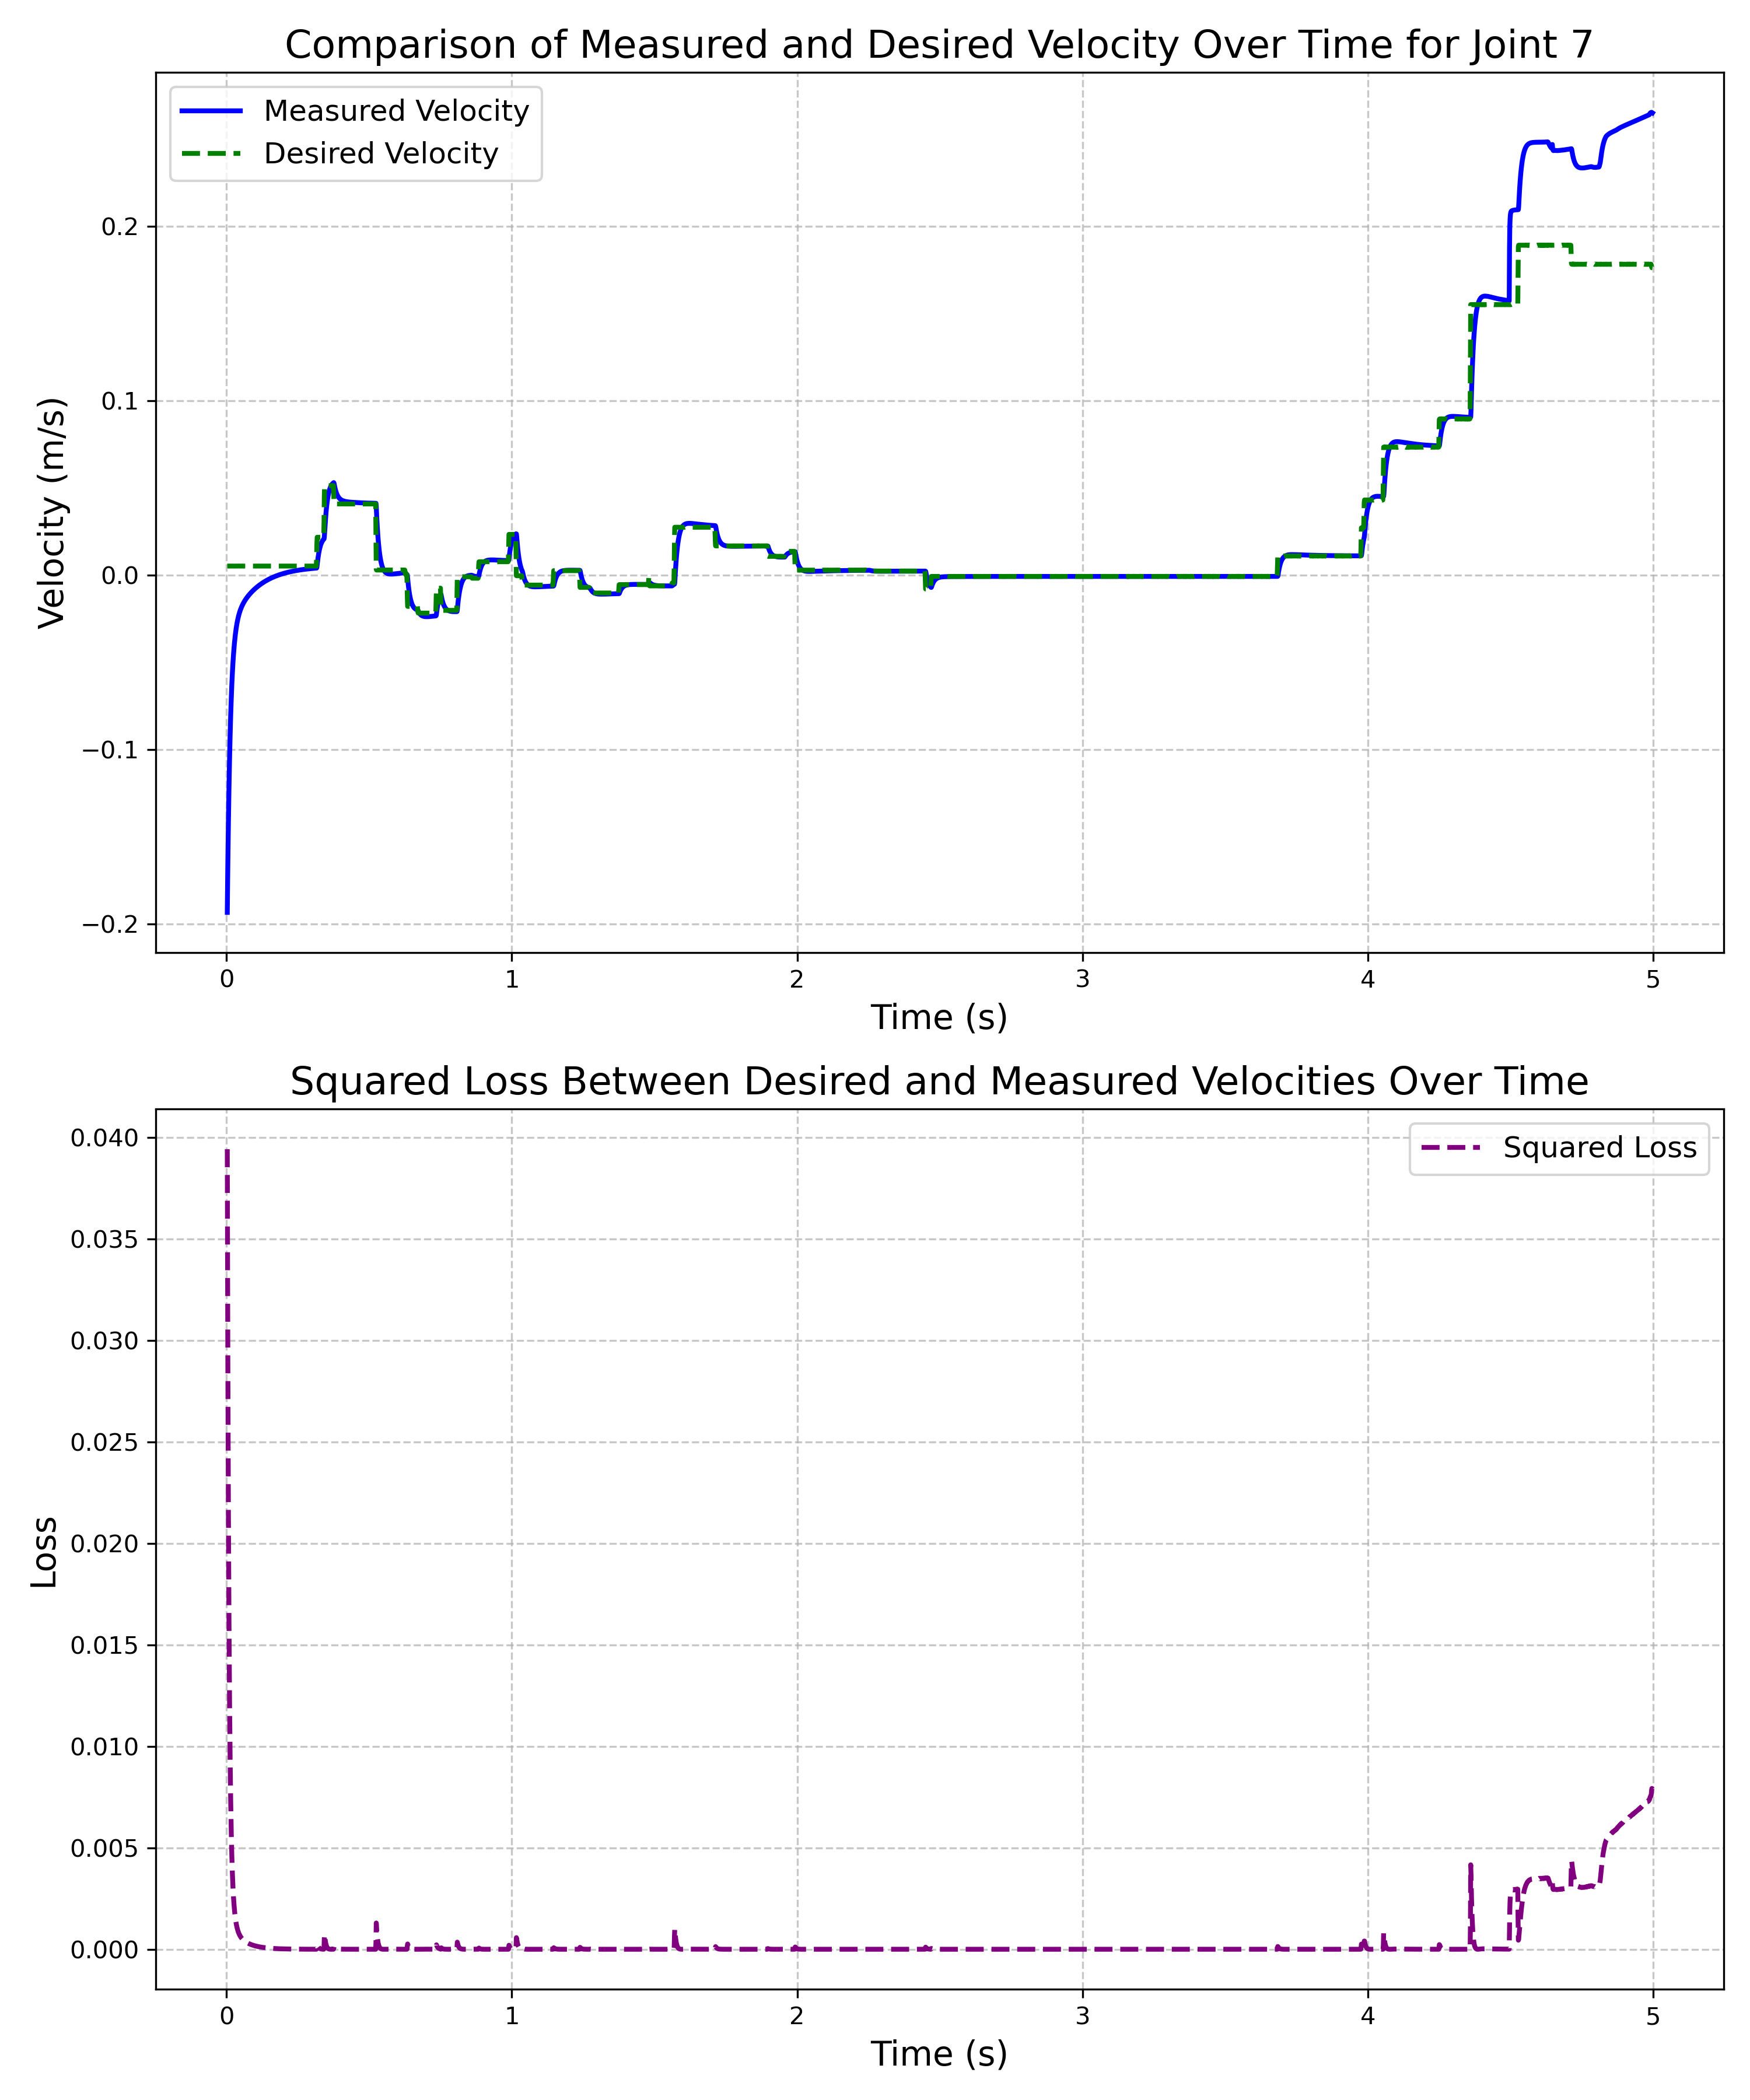 Comparison of Measured and Desired Velocity Over Time for Joint 7
Measured Velocity
Desired Velocity
Velocity (m/s)
0.2
0.1
0.0
−0.1
−0.2
0 1 2 3 4 5
Time (s)
Squared Loss Between Desired and Measured Velocities Over Time
Squared Loss
Loss
0.040
0.035
0.030
0.025
0.020
0.015
0.010
0.005
0.000
0 1 2 3 4 5
Time (s)